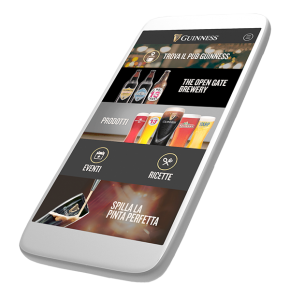 GUINNESS
TROVA IL PUB GUINNESS
THE OPEN GATE
BREWERY
PRODOTTI
EVENTI
RICETTE
SPILLA LA
PINTA PERFETTA